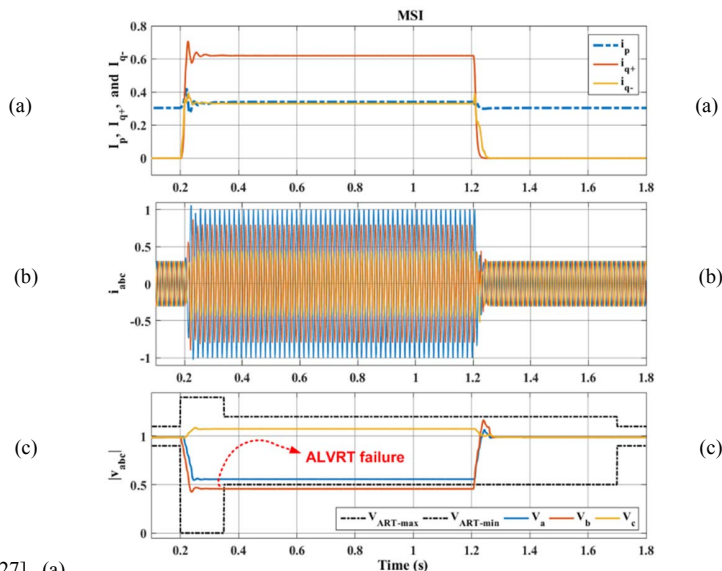 MSI
(a)
I_p, I_q+, and I_q-
0.8
0.6
0.4
0.2
0
i_p
i_q+
i_q-
(a)
0.2 0.4 0.6 0.8 1 1.2 1.4 1.6 1.8
(b)
i_abc
1
0.5
0
-0.5
-1
(b)
0.2 0.4 0.6 0.8 1 1.2 1.4 1.6 1.8
(c)
|v_abc|
1
0.5
0
ALVRT failure
V_ART-max V_ART-min V_a V_b V_c
(c)
0.2 0.4 0.6 0.8 1 1.2 1.4 1.6 1.8
Time (s)
27] (a)